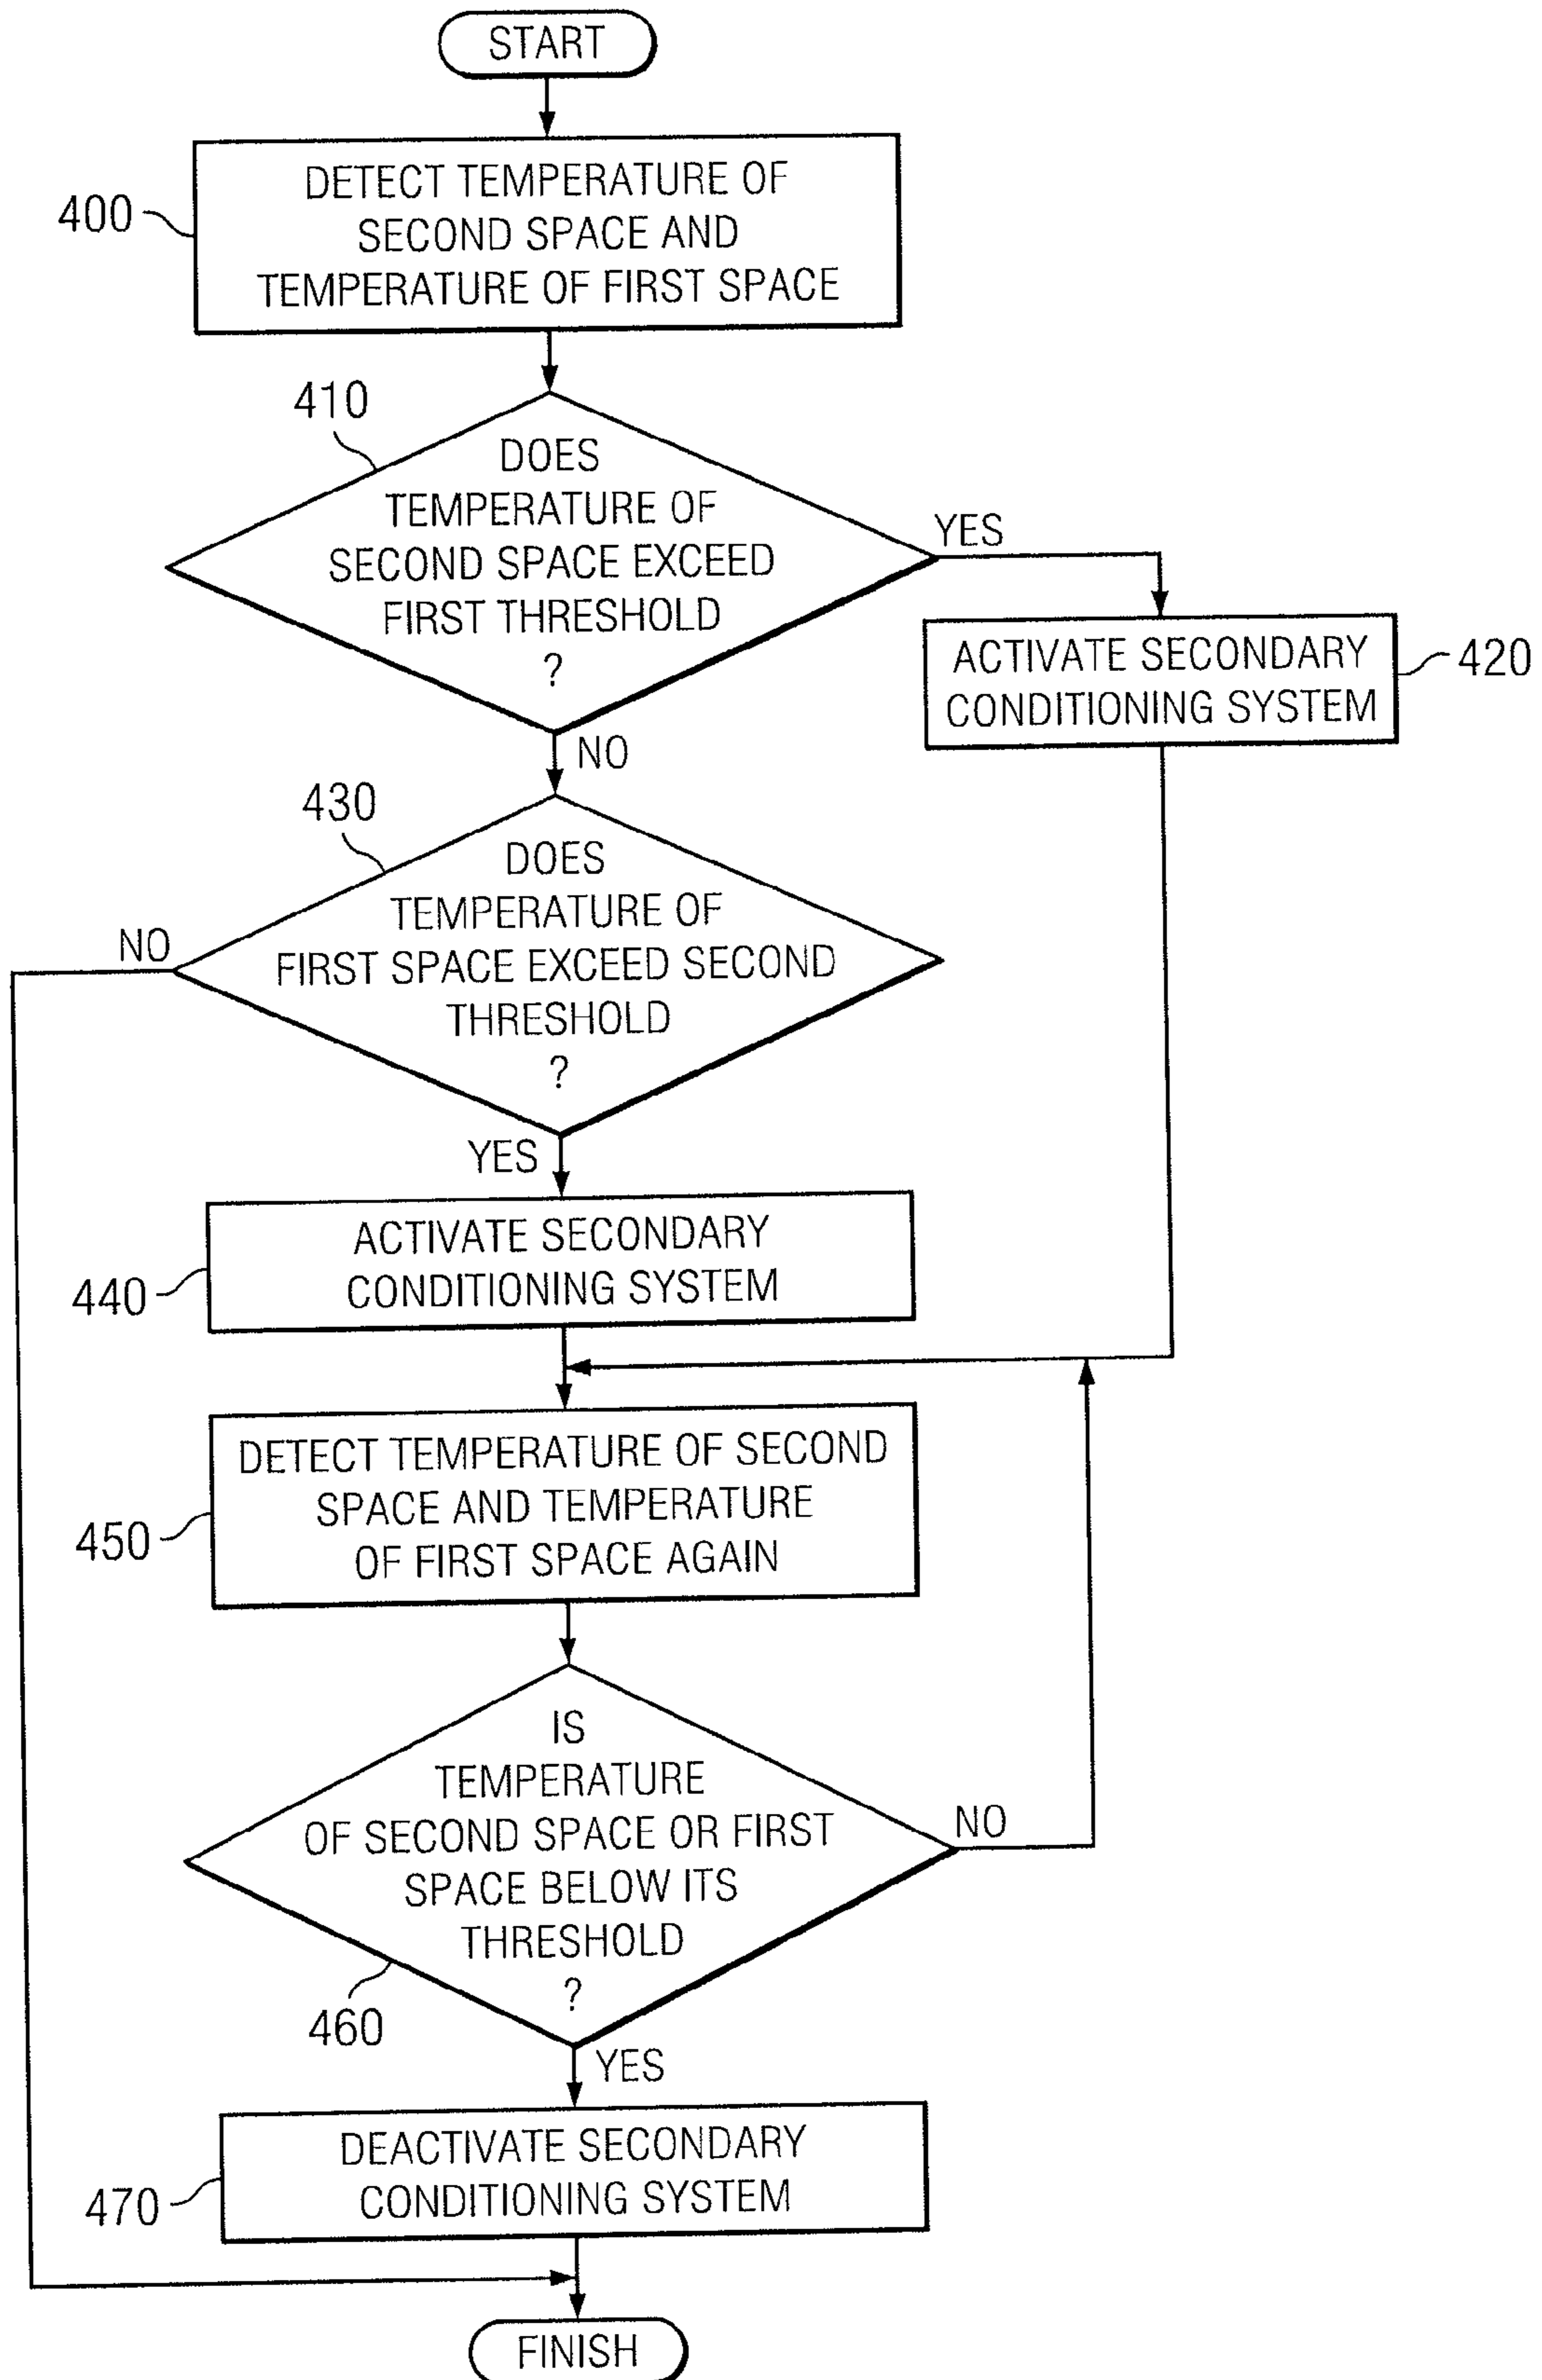 START
400
DETECT TEMPERATURE OF
SECOND SPACE AND
TEMPERATURE OF FIRST SPACE
410
DOES
TEMPERATURE OF
SECOND SPACE EXCEED
FIRST THRESHOLD
?
YES
ACTIVATE SECONDARY
CONDITIONING SYSTEM
420
NO
430
DOES
TEMPERATURE OF
FIRST SPACE EXCEED SECOND
THRESHOLD
?
NO
YES
ACTIVATE SECONDARY
CONDITIONING SYSTEM
440
DETECT TEMPERATURE OF SECOND
SPACE AND TEMPERATURE
OF FIRST SPACE AGAIN
450
IS
TEMPERATURE
OF SECOND SPACE OR FIRST
SPACE BELOW ITS
THRESHOLD
?
NO
460
YES
DEACTIVATE SECONDARY
CONDITIONING SYSTEM
470
FINISH